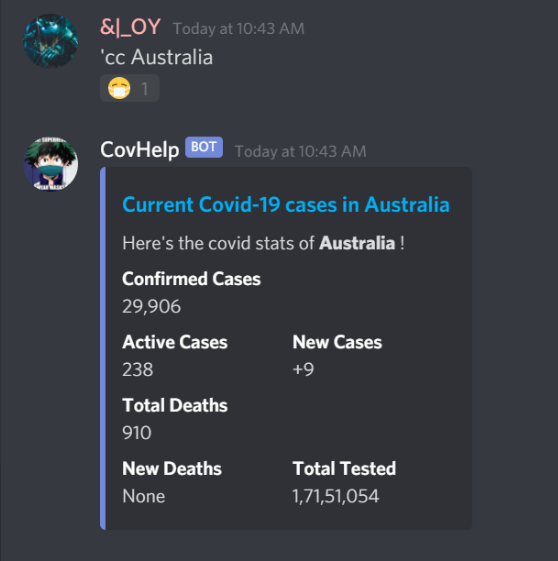 &|_OY Today at 10:43 AM
'cc Australia
1
CovHelp BOT Today at 10:43 AM
Current Covid-19 cases in Australia
Here's the covid stats of Australia !
Confirmed Cases
29,906
Active Cases New Cases
238 +9
Total Deaths
910
New Deaths Total Tested
None 1,71,51,054